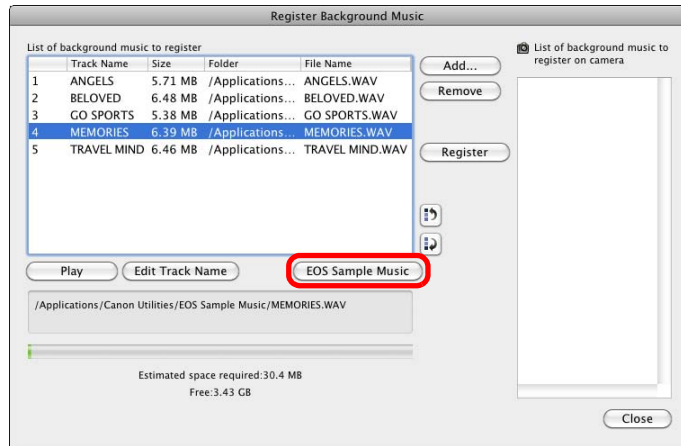 Register Background Music
List of background music to register
Track Name Size Folder File Name
1 ANGELS 5.71 MB /Applications... ANGELS.WAV
2 BELOVED 6.48 MB /Applications... BELOVED.WAV
3 GO SPORTS 5.38 MB /Applications... GO SPORTS.WAV
4 MEMORIES 6.39 MB /Applications... MEMORIES.WAV
5 TRAVEL MIND 6.46 MB /Applications... TRAVEL MIND.WAV
Add...
Remove
Register
List of background music to
register on camera
Play Edit Track Name EOS Sample Music
/Applications/Canon Utilities/EOS Sample Music/MEMORIES.WAV
Estimated space required:30.4 MB
Free:3.43 GB
Close